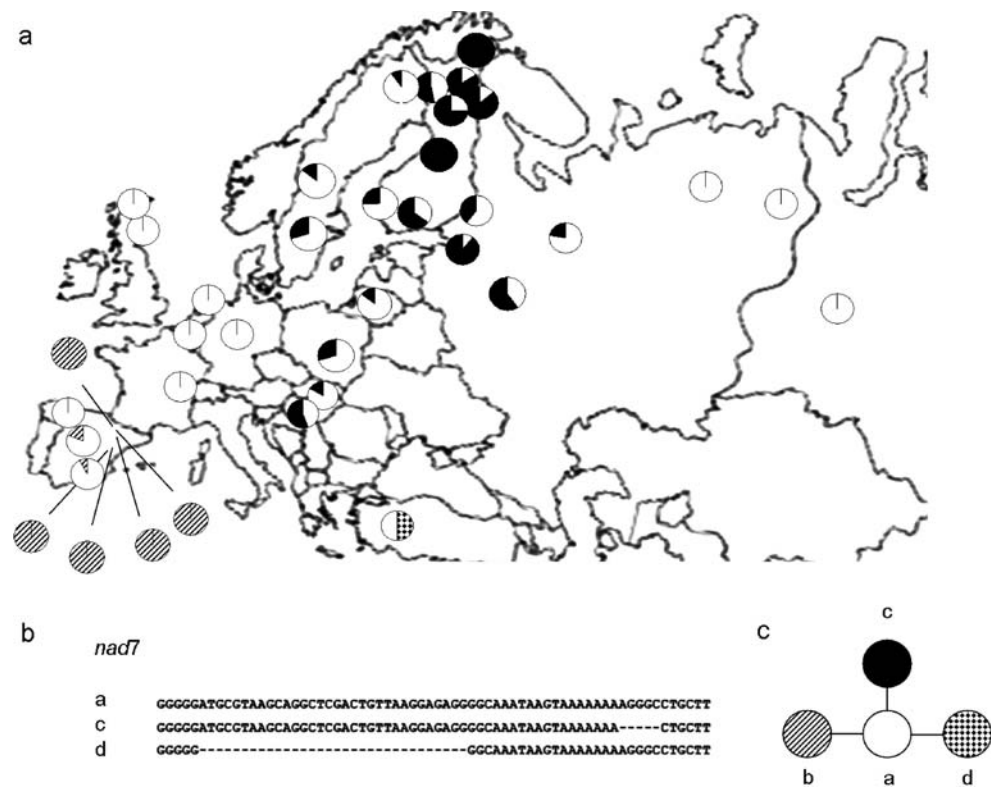 a
b
nad7
a GGGGGATGCGTAAGCAGGCTCGACTGTTAAGGAGAGGGGCAAATAAGTAAAAAAAAGGGCCTGCTT
c GGGGGATGCGTAAGCAGGCTCGACTGTTAAGGAGAGGGGCAAATAAGTAAAAAAA-----CTGCTT
d GGGGG--------------------------------GGCAAATAAGTAAAAAAAAGGGCCTGCTT
c
c
b a d